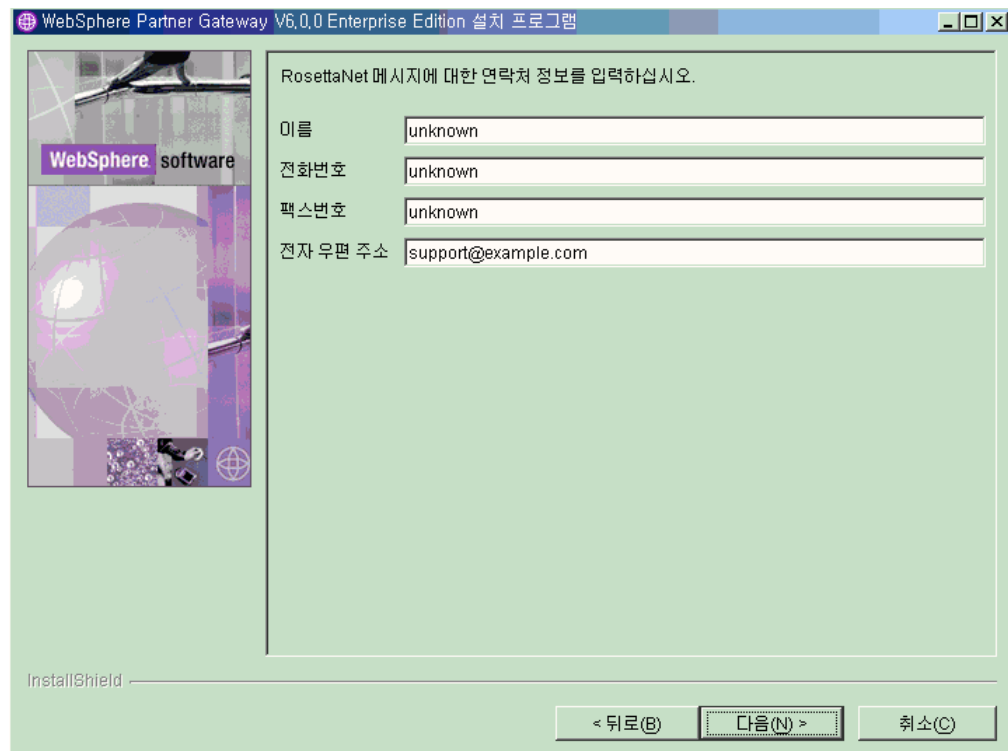 WebSphere Partner Gateway V6,0,0 Enterprise Edition 설치 프로그램
WebSphere software
RosettaNet 메시지에 대한 연락처 정보를 입력하십시오.
이름 unknown
전화번호 unknown
팩스번호 unknown
전자 우편 주소 support@example.com
InstallShield
< 뒤로(B) 다음(N) > 취소(C)